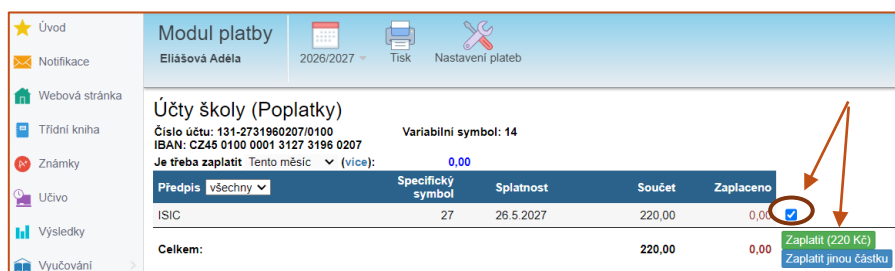 Úvod
Notifikace
Webová stránka
Třídní kniha
Známky
Učivo
Výsledky
Vyučování
Modul platby
Eliášová Adéla
2026/2027
Tisk
Nastavení plateb
Účty školy (Poplatky)
Číslo účtu: 131-2731960207/0100 Variabilní symbol: 14
IBAN: CZ45 0100 0001 3127 3196 0207
Je třeba zaplatit Tento měsíc (více): 0,00
Předpis všechny Specifický symbol Splatnost Součet Zaplaceno
ISIC 27 26.5.2027 220,00 0,00
Zaplatit (220 Kč)
Celkem: 220,00 0,00
Zaplatit jinou částku